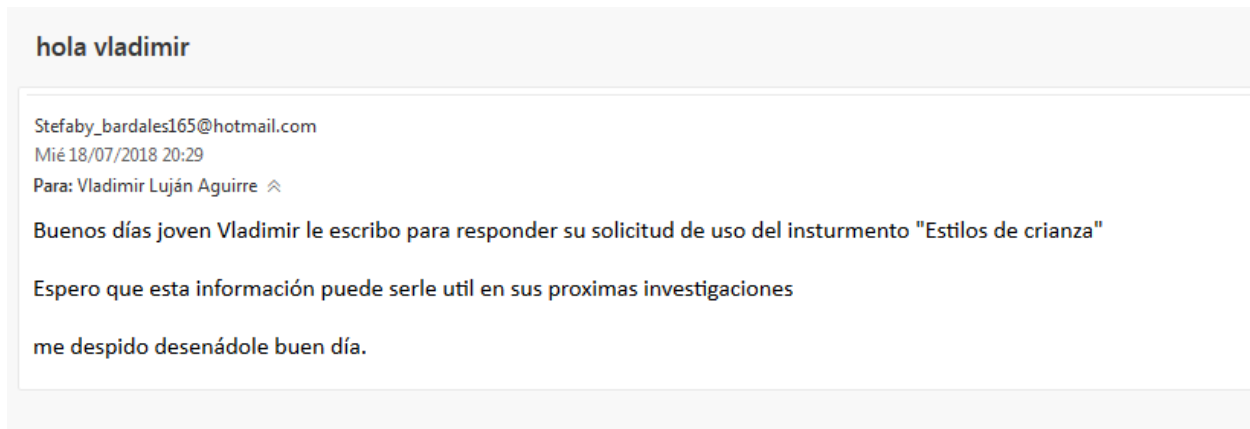 hola vladimir
Stefaby_bardales165@hotmail.com
Mié 18/07/2018 20:29
Para: Vladimir Luján Aguirre
Buenos días joven Vladimir le escribo para responder su solicitud de uso del insturmento "Estilos de crianza"
Espero que esta información puede serle util en sus proximas investigaciones
me despido desenádole buen día.